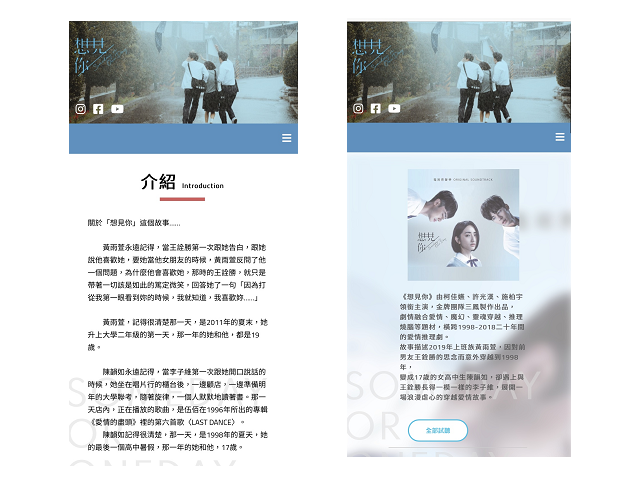 想見
你
介紹 Introduction
關於「想見你」這個故事.....
黃雨萱永遠記得，當王詮勝第一次跟她告白，跟她
說他喜歡她，要她當他女朋友的時候，黃雨萱反問了他
一個問題，為什麼他會喜歡她，那時的王詮勝，就只是
帶著一切該是如此的篤定微笑。回答她了一句「因為打
從我第一眼看到妳的時候，我就知道，我喜歡妳.....」
黃雨萱，記得很清楚那一天，是2011年的夏末，她
升上大學二年級的第一天，那一年的她和他，都是19
歲。
陳韻如永遠記得，當李子維第一次跟她開口說話的
時候，她坐在唱片行的櫃台後，一邊顧店，一邊準備明
年的大學聯考，隨著旋律，一個人默默地讀著書。那一
天店內，正在播放的歌曲，是伍佰在1996年所出的專輯
《愛情的盡頭》裡的第六首歌〈LAST DANCE〉。
陳韻如記得很清楚，那一天，是1998年的夏天，她
的最後一個高中暑假，那一年的她和他，17歲。
SOMEDAY
OR
ONEDAY
想見
你
ORIGINAL SOUNDTRACK
想見
你
《想見你》由柯佳嬿、許光漢、施柏宇
領銜主演，金牌團隊三鳳製作出品，
劇情融合愛情、魔幻、靈魂穿越、推理
燒腦等題材，橫跨1998-2018二十年間
的愛情推理劇。
故事描述2019年上班族黃雨萱，因對前
男友王銓勝的思念而意外穿越到1998
年，
變成17歲的女高中生陳韻如，卻遇上與
王銓勝長得一模一樣的李子維，展開一
場浪漫虐心的穿越愛情故事。
SOMEDAY
OR
ONEDAY
全部試聽